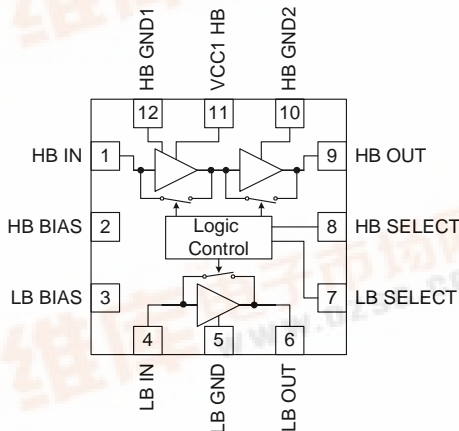 HB GND1
VCC1 HB
HB GND2
12
11
10
HB IN
1
9
HB OUT
HB BIAS
2
Logic
Control
8
HB SELECT
LB BIAS
3
7
LB SELECT
4
5
6
LB IN
LB GND
LB OUT